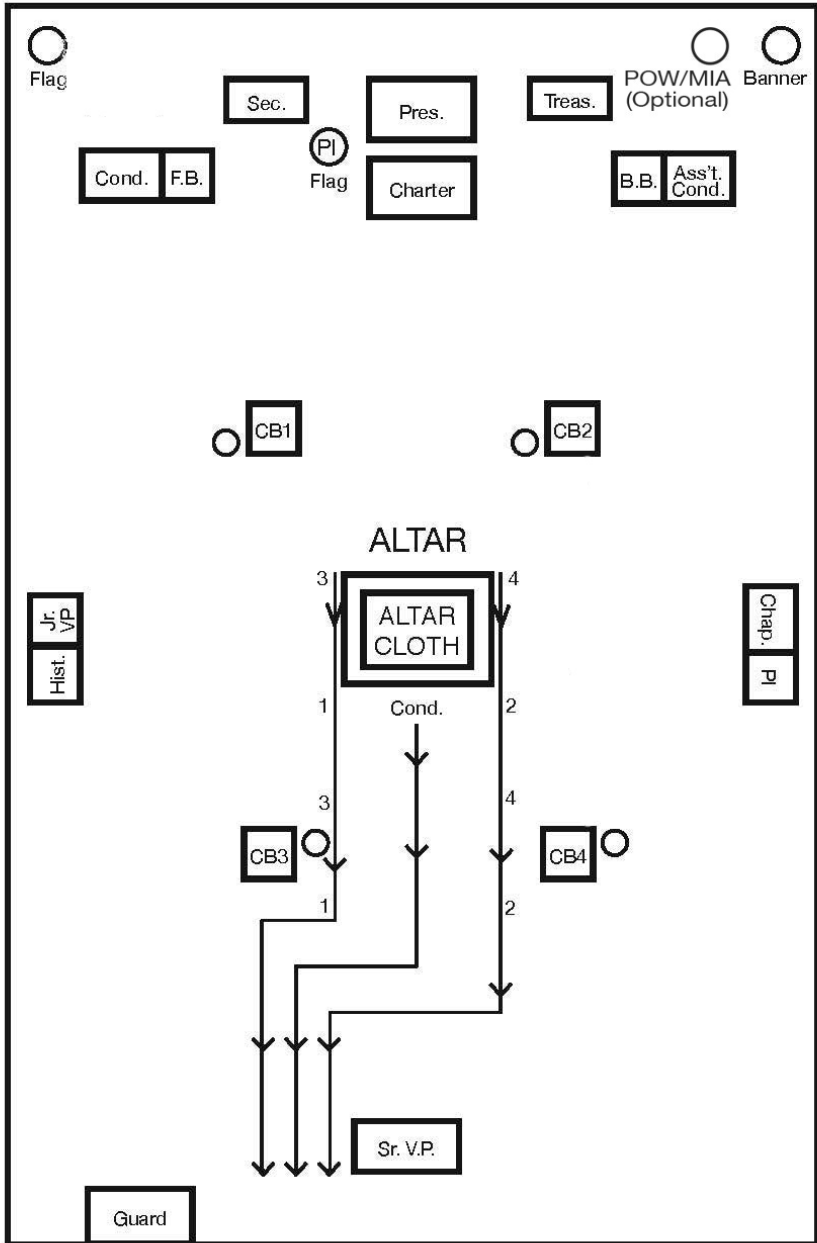 Flag
POW/MIA
(Optional)
Banner
Sec.
Pres.
Treas.
PI
Flag
Cond.
F.B.
Charter
B.B.
Ass't.
Cond.
CB1
CB2
ALTAR
3
4
ALTAR
CLOTH
Jr.
VP
Hist.
Chap.
PI
1
Cond.
2
3
4
CB3
CB4
1
2
Sr. V.P.
Guard